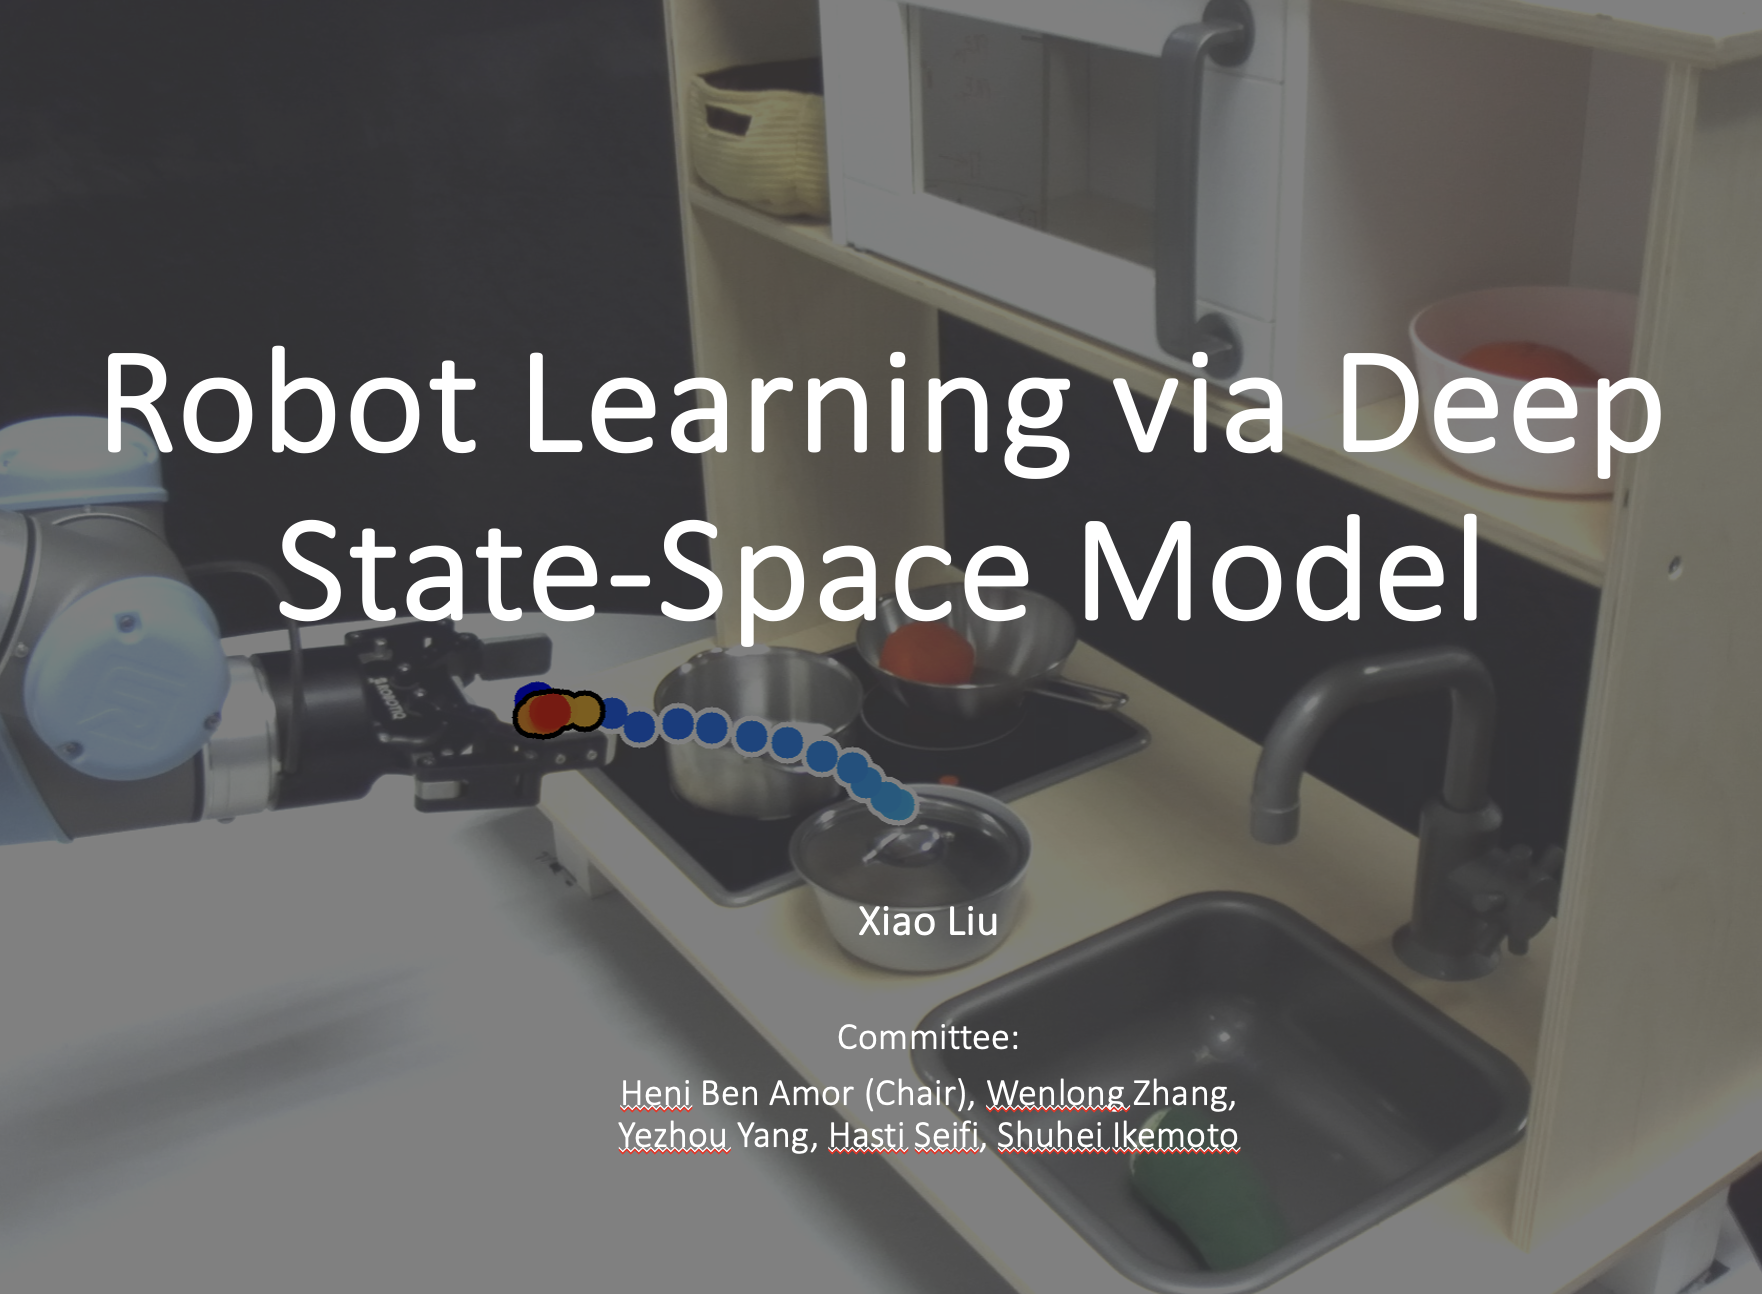 Robot Learning via Deep
State-Space Model
Xiao Liu
Committee:
Heni Ben Amor (Chair), Wenlong Zhang,
Yezhou Yang, Hasti Seifi, Shuhei Ikemoto